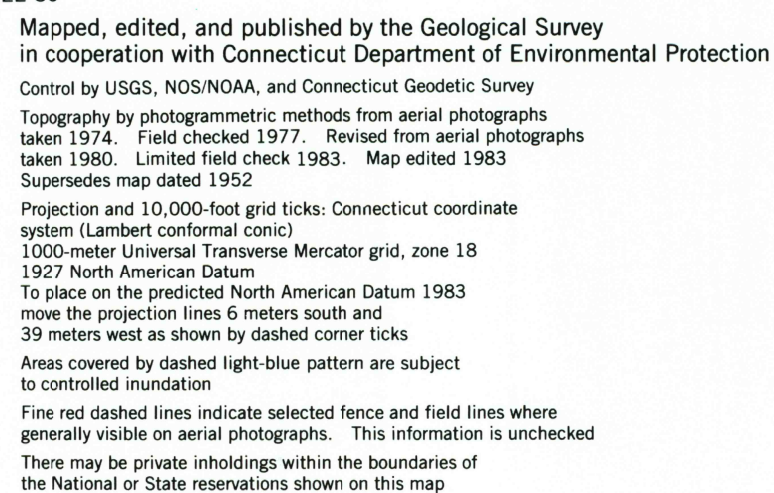 Mapped, edited, and published by the Geological Survey
in cooperation with Connecticut Department of Environmental Protection
Control by USGS, NOS/NOAA, and Connecticut Geodetic Survey
Topography by photogrammetric methods from aerial photographs
taken 1974. Field checked 1977. Revised from aerial photographs
taken 1980. Limited field check 1983. Map edited 1983
Supersedes map dated 1952
Projection and 10,000-foot grid ticks: Connecticut coordinate
system (Lambert conformal conic)
1000-meter Universal Transverse Mercator grid, zone 18
1927 North American Datum
To place on the predicted North American Datum 1983
move the projection lines 6 meters south and
39 meters west as shown by dashed corner ticks
Areas covered by dashed light-blue pattern are subject
to controlled inundation
Fine red dashed lines indicate selected fence and field lines where
generally visible on aerial photographs. This information is unchecked
There may be private inholdings within the boundaries of
the National or State reservations shown on this map